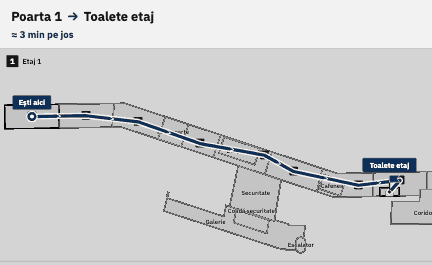 Poarta 1 → Toalete etaj
≈ 3 min pe jos
1 Etaj 1
Ești aici
Toalete etaj
Cafenea
Securitate
Coadă securitate
Galerie
Corido
Escalator